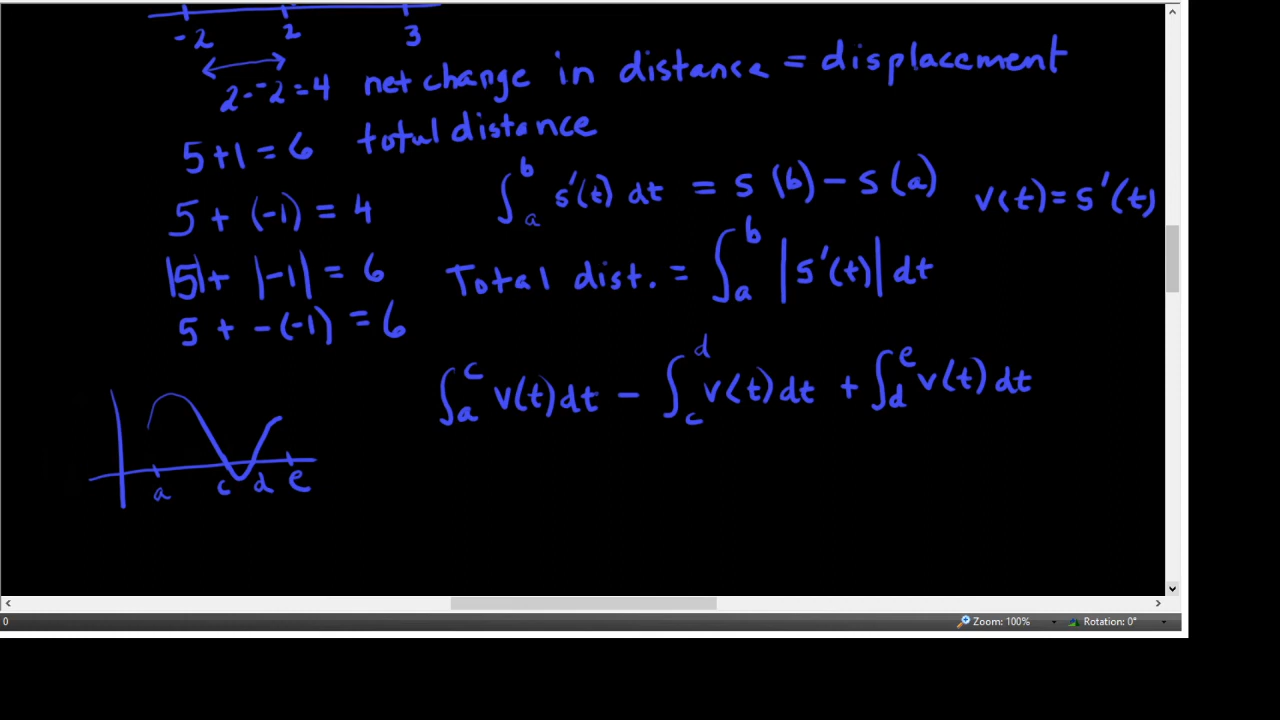 -2 2 3
2--2=4 net change in distance = displacement
5+1=6 total distance
∫_a^b s'(t) dt = s(b) - s(a) v(t)=s'(t)
5 + (-1) = 4
|5| + |-1| = 6 Total dist. = ∫_a^b |s'(t)| dt
5 + -(-1) = 6
∫_a^c v(t)dt - ∫_c^d v(t)dt + ∫_d^e v(t)dt
a c d e
0 Zoom: 100% Rotation: 0°